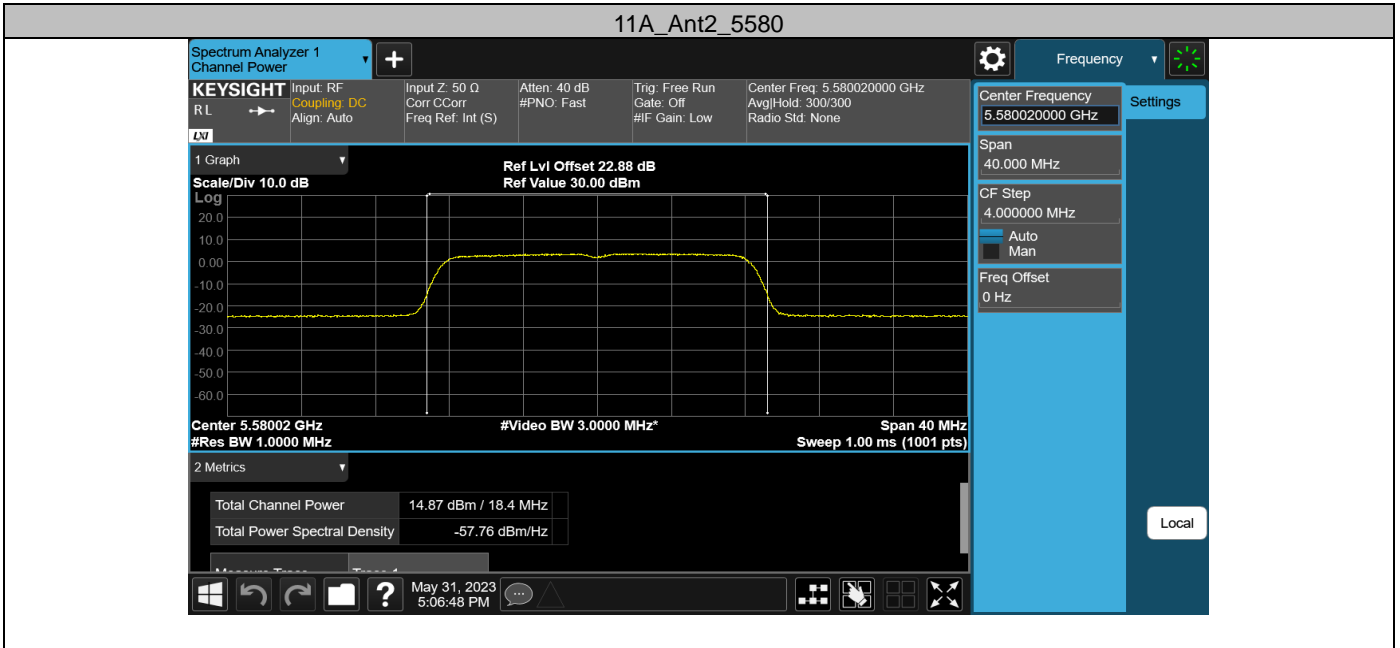 11A_Ant2_5580
Spectrum Analyzer 1
Channel Power
Frequency
KEYSIGHT
Input: RF
Coupling: DC
Align: Auto
Input Z: 50 Ω
Corr CCorr
Freq Ref: Int (S)
Atten: 40 dB
#PNO: Fast
Trig: Free Run
Gate: Off
#IF Gain: Low
Center Freq: 5.580020000 GHz
Avg|Hold: 300/300
Radio Std: None
R L
LXI
Center Frequency
5.580020000 GHz
Settings
Span
40.000 MHz
CF Step
4.000000 MHz
Auto
Man
Freq Offset
0 Hz
1 Graph
Ref Lvl Offset 22.88 dB
Scale/Div 10.0 dB
Ref Value 30.00 dBm
Log
20.0
10.0
0.00
-10.0
-20.0
-30.0
-40.0
-50.0
-60.0
Center 5.58002 GHz
#Video BW 3.0000 MHz*
Span 40 MHz
#Res BW 1.0000 MHz
Sweep 1.00 ms (1001 pts)
2 Metrics
Total Channel Power
14.87 dBm / 18.4 MHz
Total Power Spectral Density
-57.76 dBm/Hz
Measure Trace
Trace 1
Local
?
May 31, 2023
5:06:48 PM